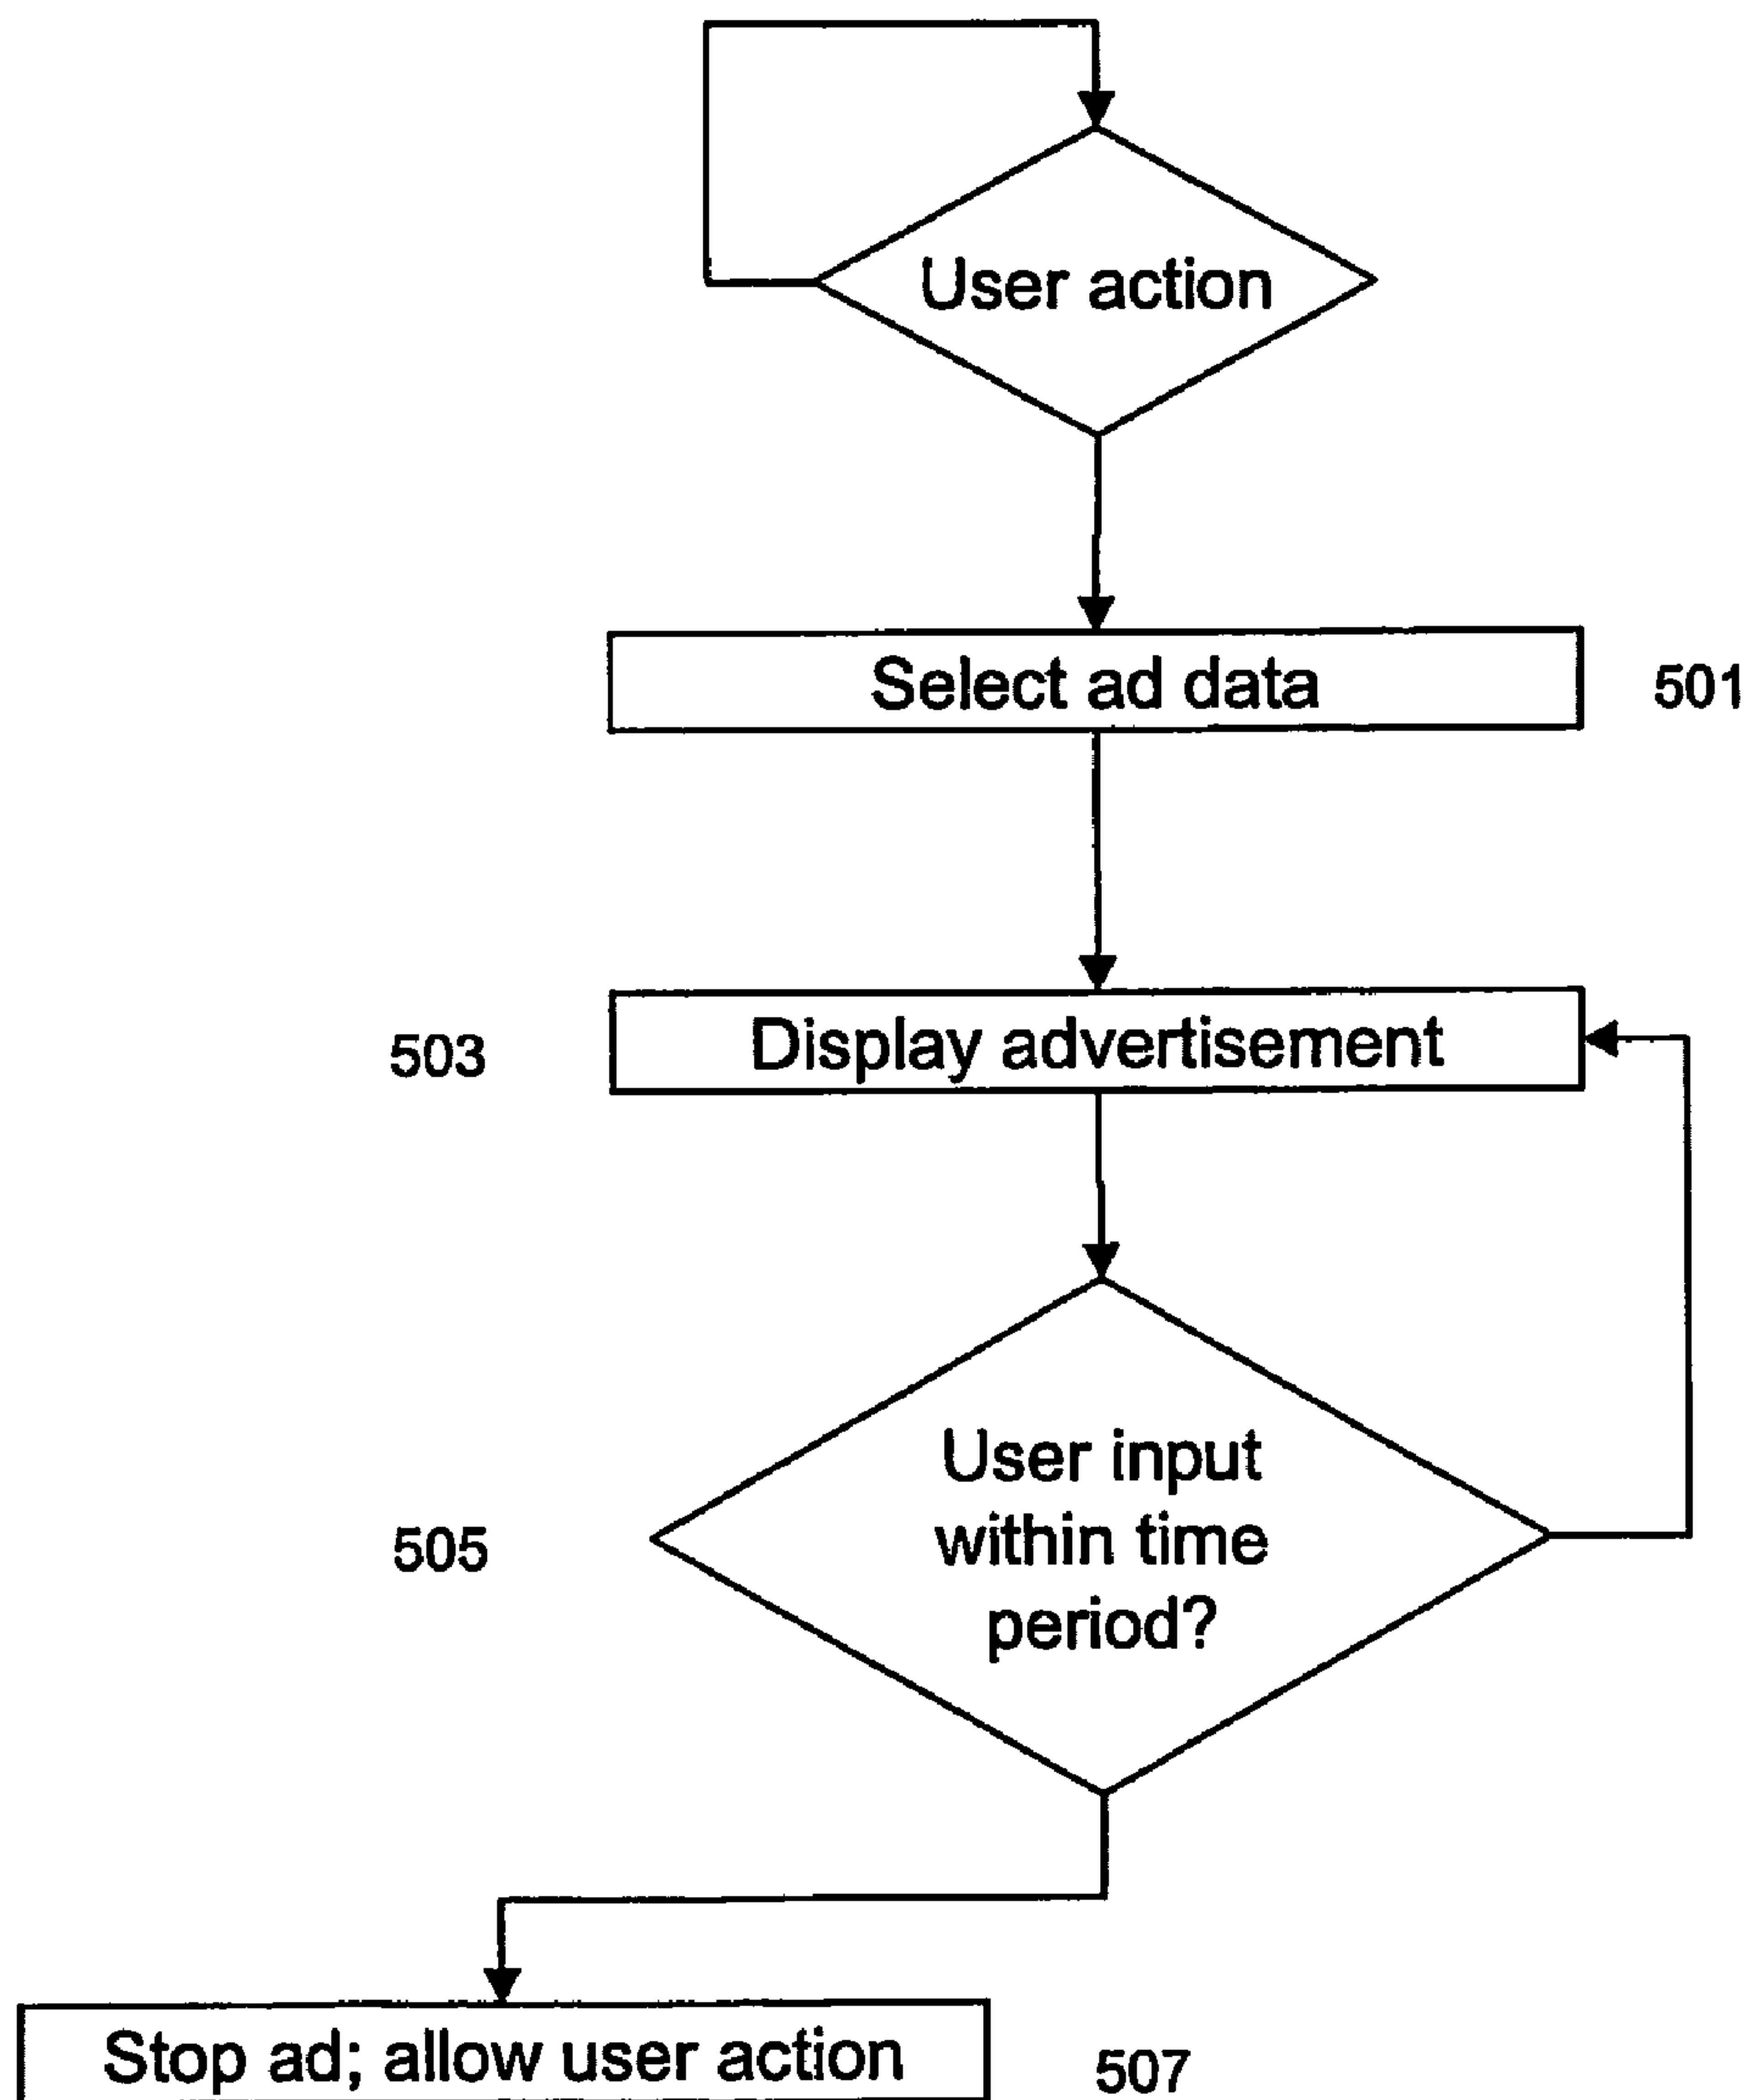 User action
Select ad data
501
503
Display advertisement
505
User input
within time
period?
Stop ad; allow user action
507